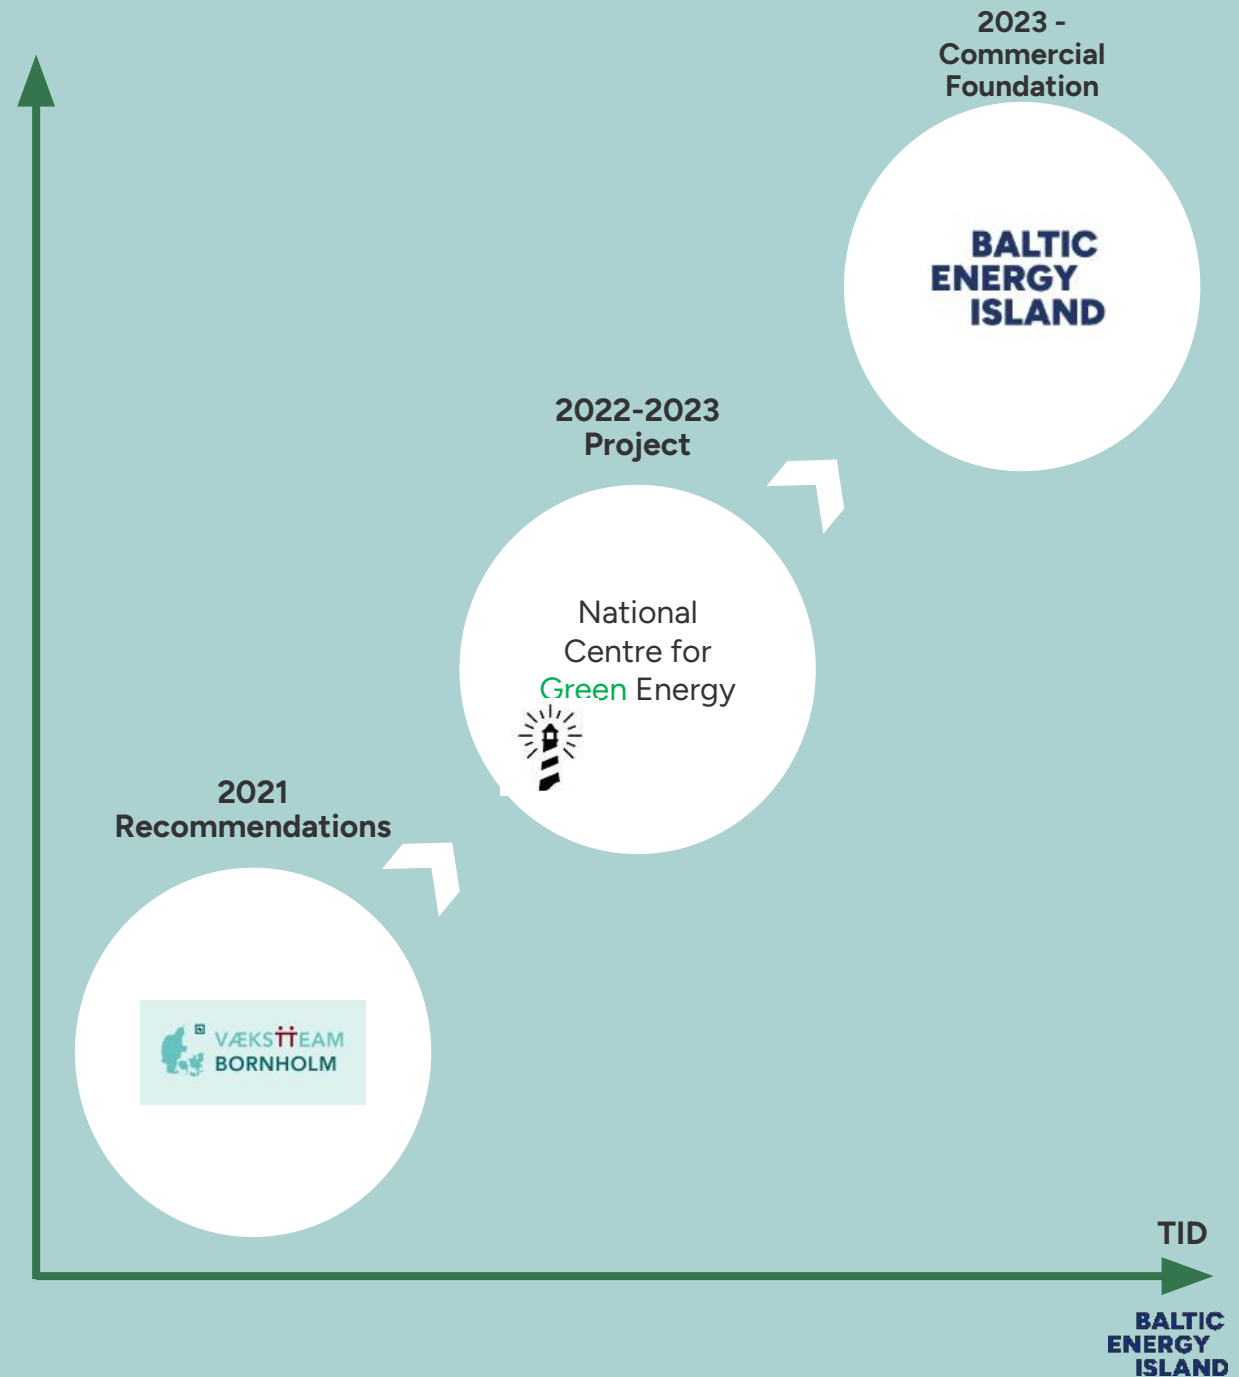 2023 -
Commercial
Foundation
BALTIC
ENERGY
ISLAND
2022-2023
Project
National
Centre for
Green Energy
2021
Recommendations
VÆKSTTEAM
BORNHOLM
TID
BALTIC
ENERGY
ISLAND